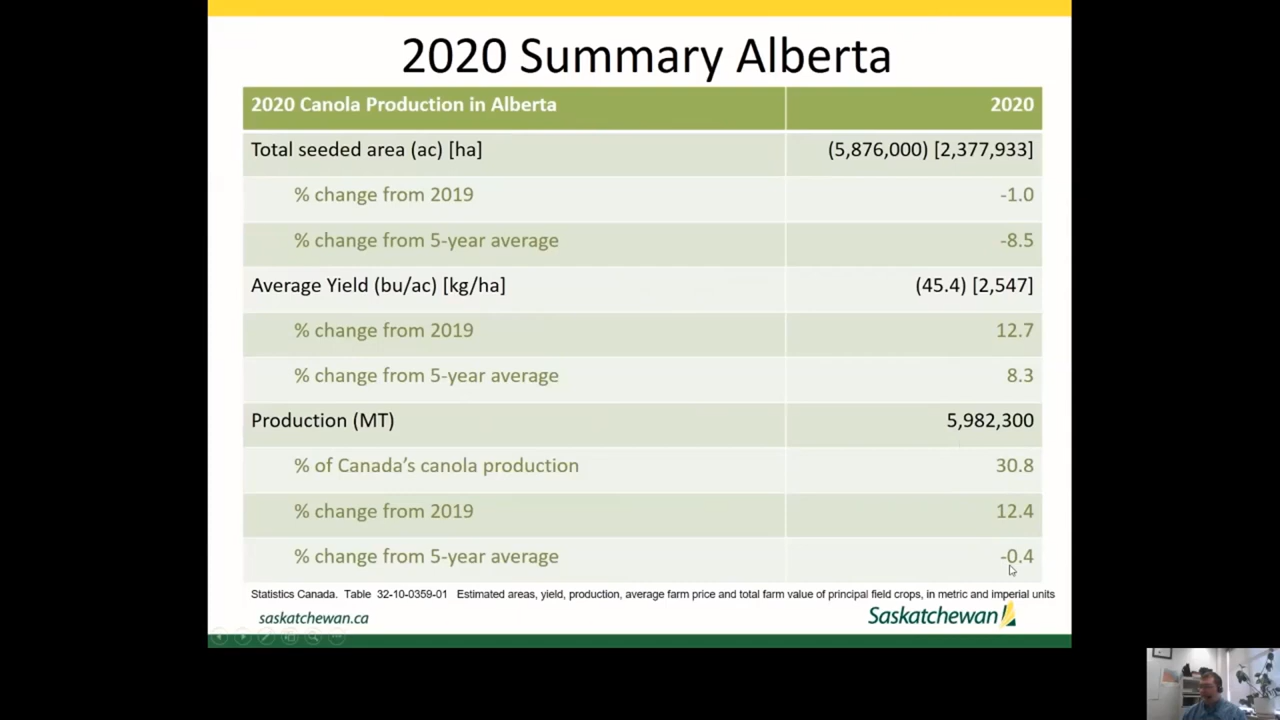 2020 Summary Alberta
2020 Canola Production in Alberta 2020
Total seeded area (ac) [ha] (5,876,000) [2,377,933]
% change from 2019 -1.0
% change from 5-year average -8.5
Average Yield (bu/ac) [kg/ha] (45.4) [2,547]
% change from 2019 12.7
% change from 5-year average 8.3
Production (MT) 5,982,300
% of Canada’s canola production 30.8
% change from 2019 12.4
% change from 5-year average -0.4
Statistics Canada. Table 32-10-0359-01 Estimated areas, yield, production, average farm price and total farm value of principal field crops, in metric and imperial units
saskatchewan.ca Saskatchewan